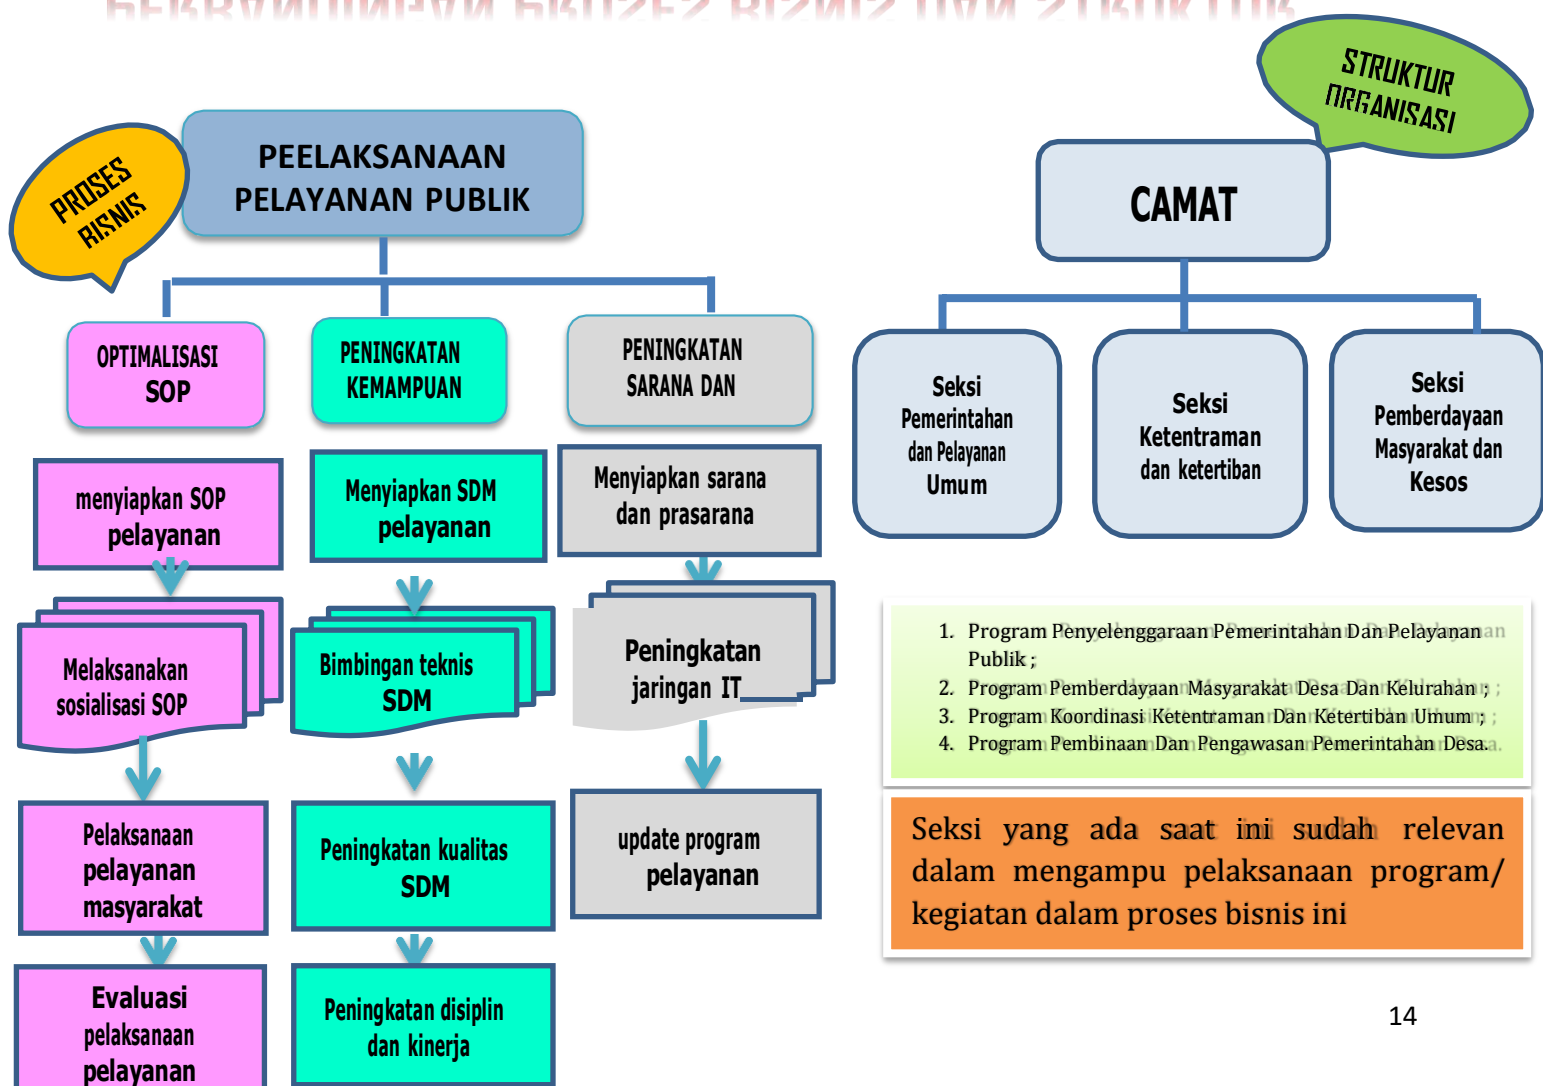 PERBANDINGAN PROSES BISNIS DAN STRUKTUR
PROSES
BISNIS
PEELAKSANAAN
PELAYANAN PUBLIK
OPTIMALISASI
SOP
menyiapkan SOP
pelayanan
Melaksanakan
sosialisasi SOP
Pelaksanaan
pelayanan
masyarakat
Evaluasi
pelaksanaan
pelayanan
PENINGKATAN
KEMAMPUAN
Menyiapkan SDM
pelayanan
Bimbingan teknis
SDM
Peningkatan kualitas
SDM
Peningkatan disiplin
dan kinerja
PENINGKATAN
SARANA DAN
Menyiapkan sarana
dan prasarana
Peningkatan
jaringan IT
update program
pelayanan
STRUKTUR
ORGANISASI
CAMAT
Seksi
Pemerintahan
dan Pelayanan
Umum
Seksi
Ketentraman
dan ketertiban
Seksi
Pemberdayaan
Masyarakat dan
Kesos
1. Program Penyelenggaraan Pemerintahan Dan Pelayanan
Publik ;
2. Program Pemberdayaan Masyarakat Desa Dan Kelurahan ;
3. Program Koordinasi Ketentraman Dan Ketertiban Umum ;
4. Program Pembinaan Dan Pengawasan Pemerintahan Desa.
Seksi yang ada saat ini sudah relevan
dalam mengampu pelaksanaan program/
kegiatan dalam proses bisnis ini
14